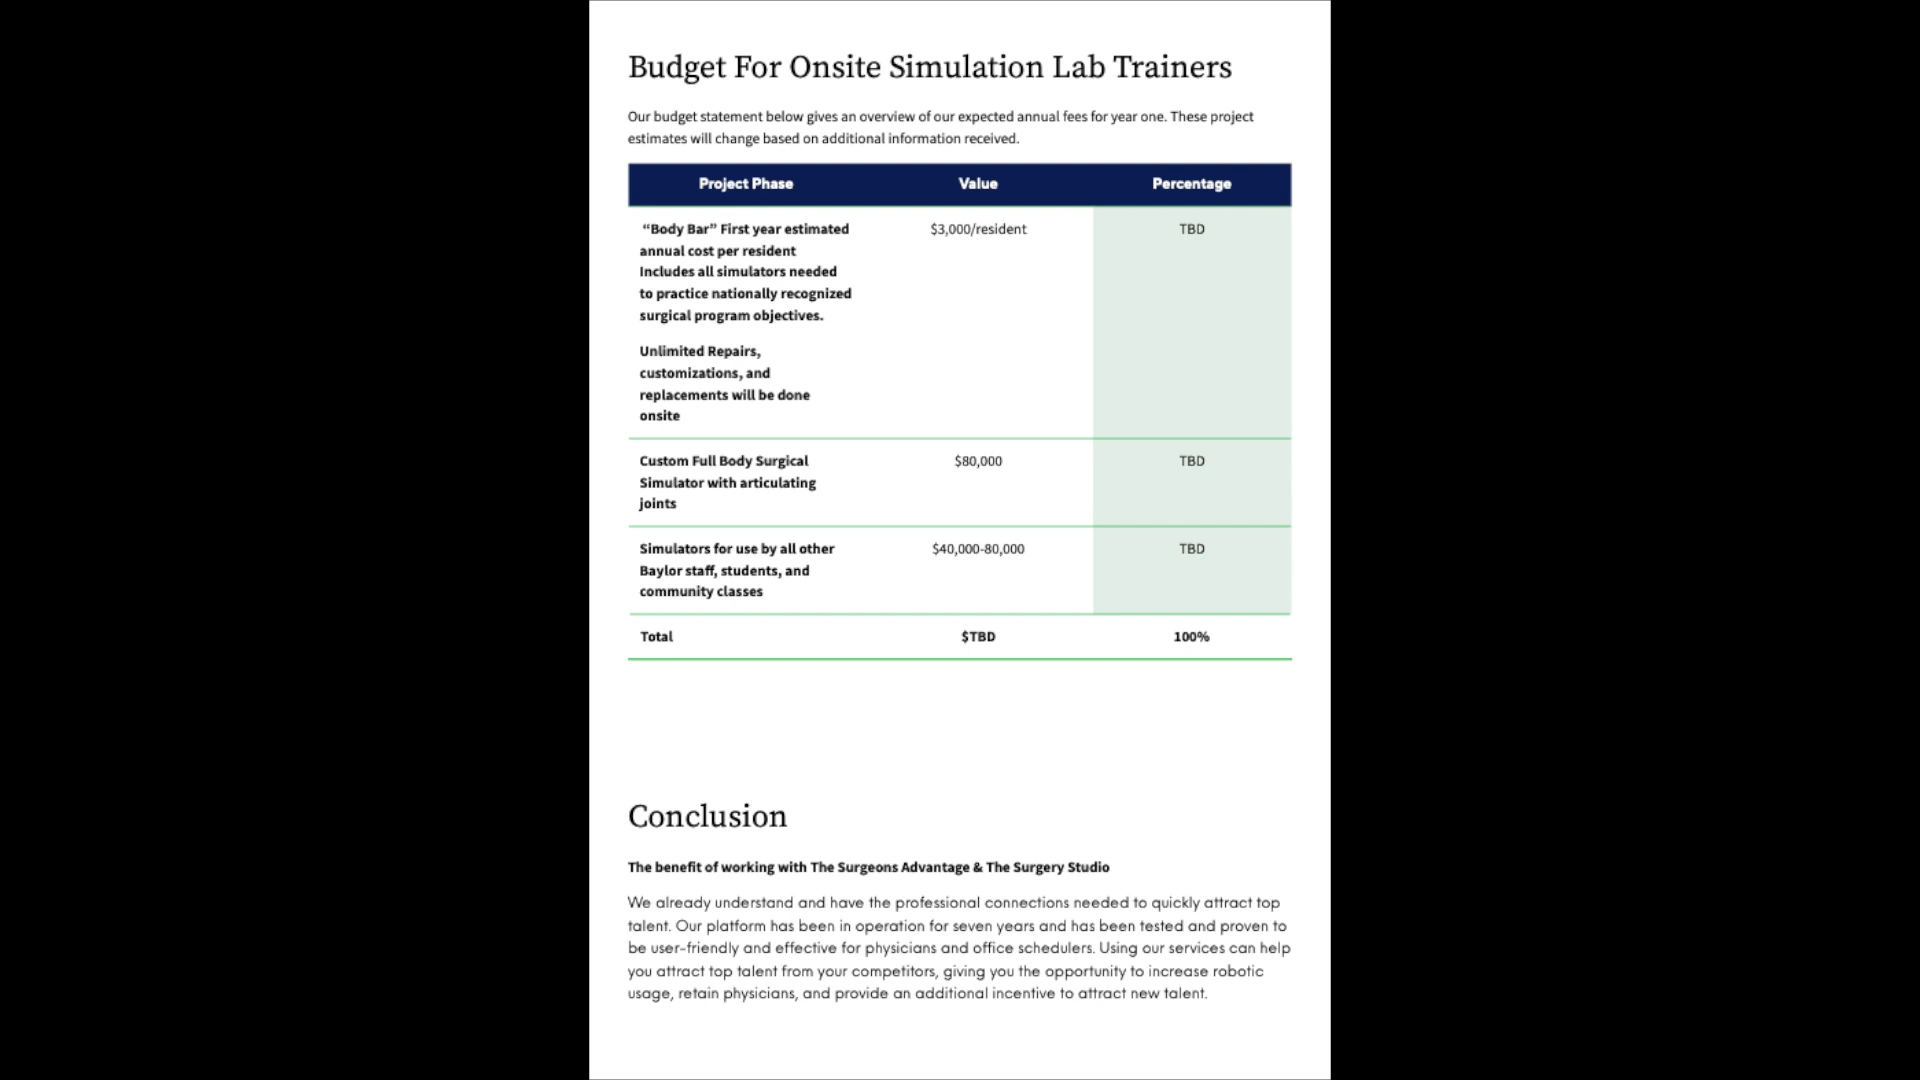 Budget For Onsite Simulation Lab Trainers
Our budget statement below gives an overview of our expected annual fees for year one. These project
estimates will change based on additional information received.
Project Phase Value Percentage
“Body Bar” First year estimated $3,000/resident TBD
annual cost per resident
Includes all simulators needed
to practice nationally recognized
surgical program objectives.
Unlimited Repairs,
customizations, and
replacements will be done
onsite
Custom Full Body Surgical $80,000 TBD
Simulator with articulating
joints
Simulators for use by all other $40,000-80,000 TBD
Baylor staff, students, and
community classes
Total $TBD 100%
Conclusion
The benefit of working with The Surgeons Advantage & The Surgery Studio
We already understand and have the professional connections needed to quickly attract top
talent. Our platform has been in operation for seven years and has been tested and proven to
be user-friendly and effective for physicians and office schedulers. Using our services can help
you attract top talent from your competitors, giving you the opportunity to increase robotic
usage, retain physicians, and provide an additional incentive to attract new talent.